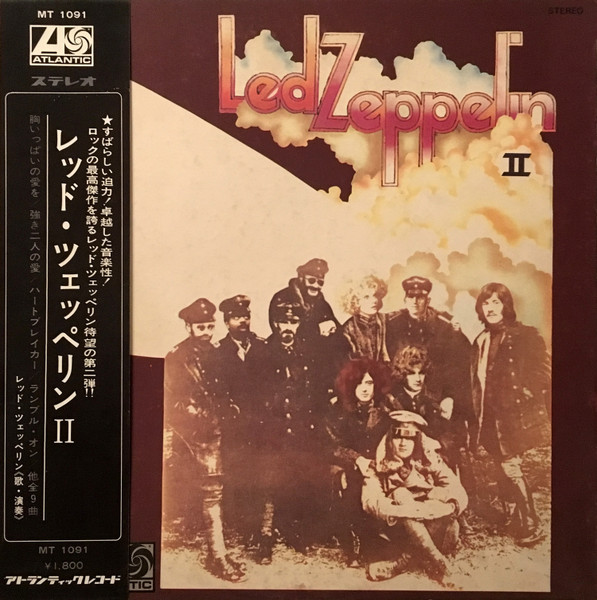 MT 1091
ATLANTIC
ステレオ
★すばらしい迫力！卓越した音楽性！
ロックの最高傑作を誇るレッド・ツェッペリン待望の第二弾!!
レッド・ツェッペリン II
胸いっぱいの愛を 強き二人の愛 ハートブレイカー ランブル・オン 他全9曲
レッド・ツェッペリン《歌・演奏》
MT 1091
￥1,800
アトランティックレコード
STEREO
Led Zeppelin
II
TIC